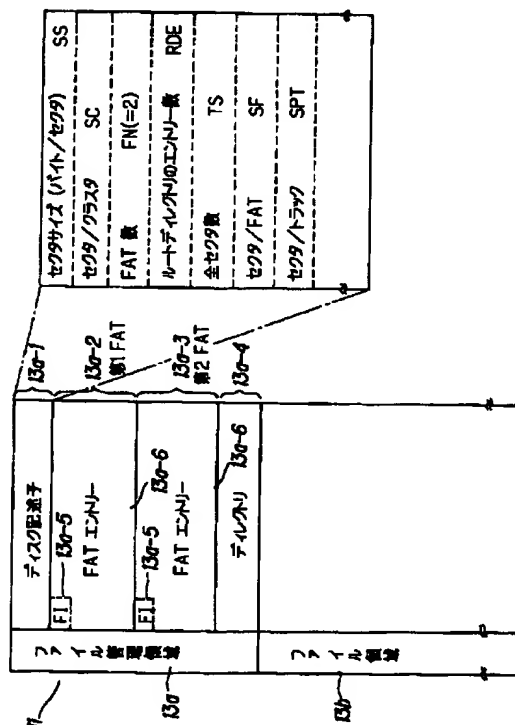 セクタサイズ (バイト/セクタ) SS
セクタ/クラスタ SC
FAT 数 FN(=2)
ルートディレクトリのエントリー数 RDE
全セクタ数 TS
セクタ/FAT SF
セクタ/トラック SPT
13a-1
13a-2
第1 FAT
13a-3
第2 FAT
13a-4
ディスク記述子
F1
13a-5
FAT エントリー
13a-6
F1
13a-5
FAT エントリー
13a-6
ディレクトリ
ファイル管理領域
ファイル領域
13a
13b